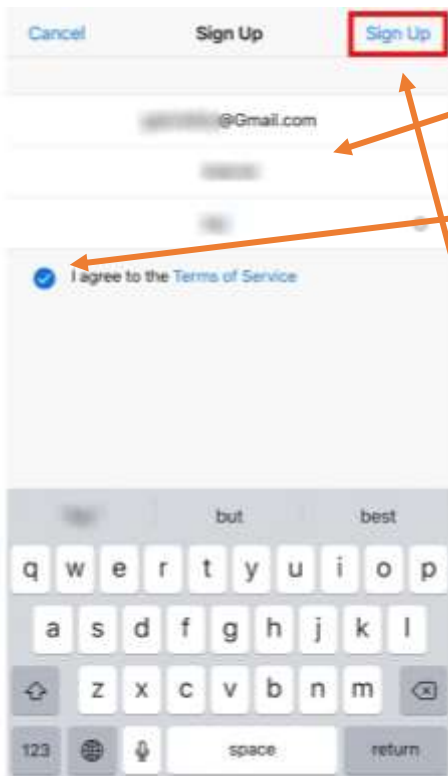 Cancel Sign Up Sign Up
@Gmail.com
I agree to the Terms of Service
but best
q w e r t y u i o p
a s d f g h j k l
z x c v b n m
123 space return